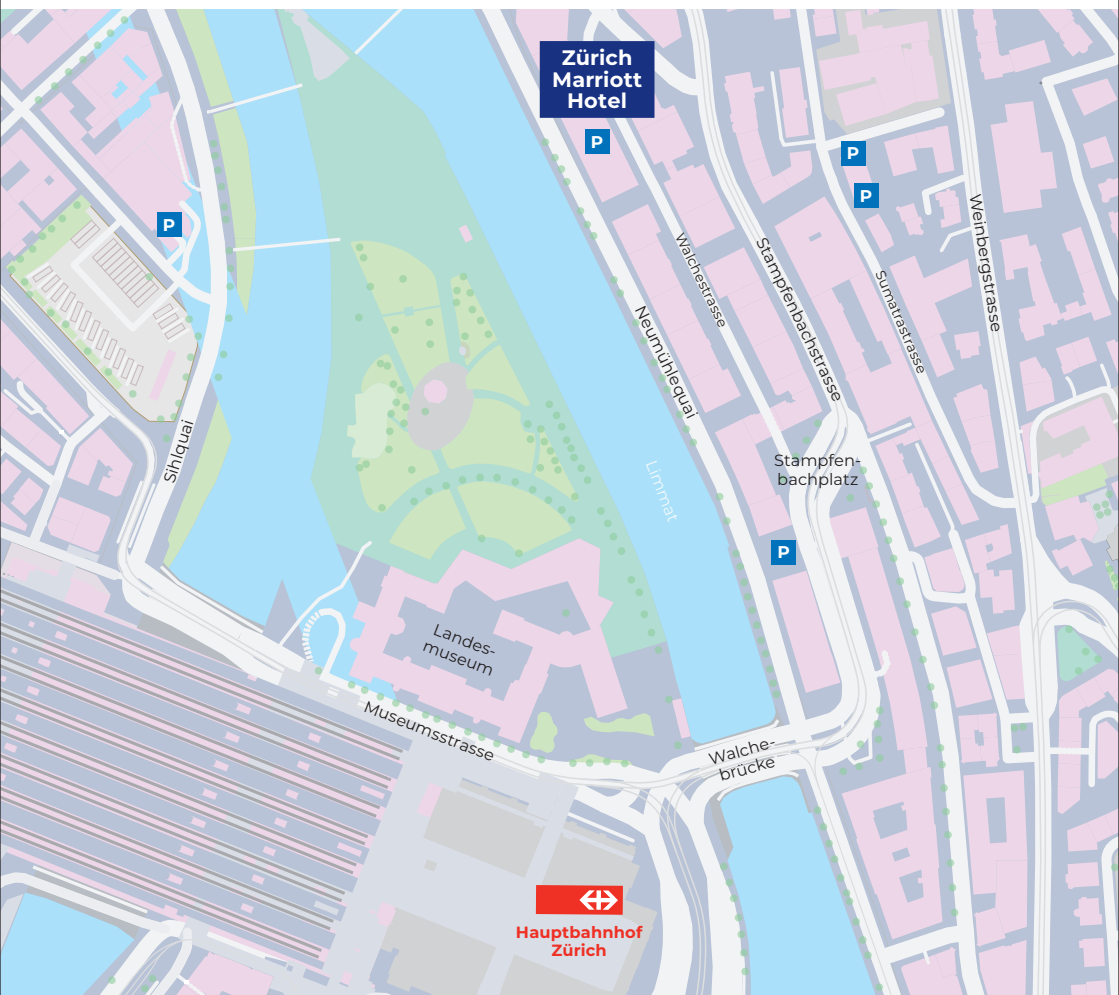 Zürich
Marriott
Hotel
P
P
P
P
Weinbergstrasse
Walchestrasse
Stampfenbachstrasse
Sumatrastrasse
Neumühlequai
Sihlquai
Stampfen-
bachplatz
Limmat
P
Landes-
museum
Museumsstrasse
Walche-
brücke
Hauptbahnhof
Zürich